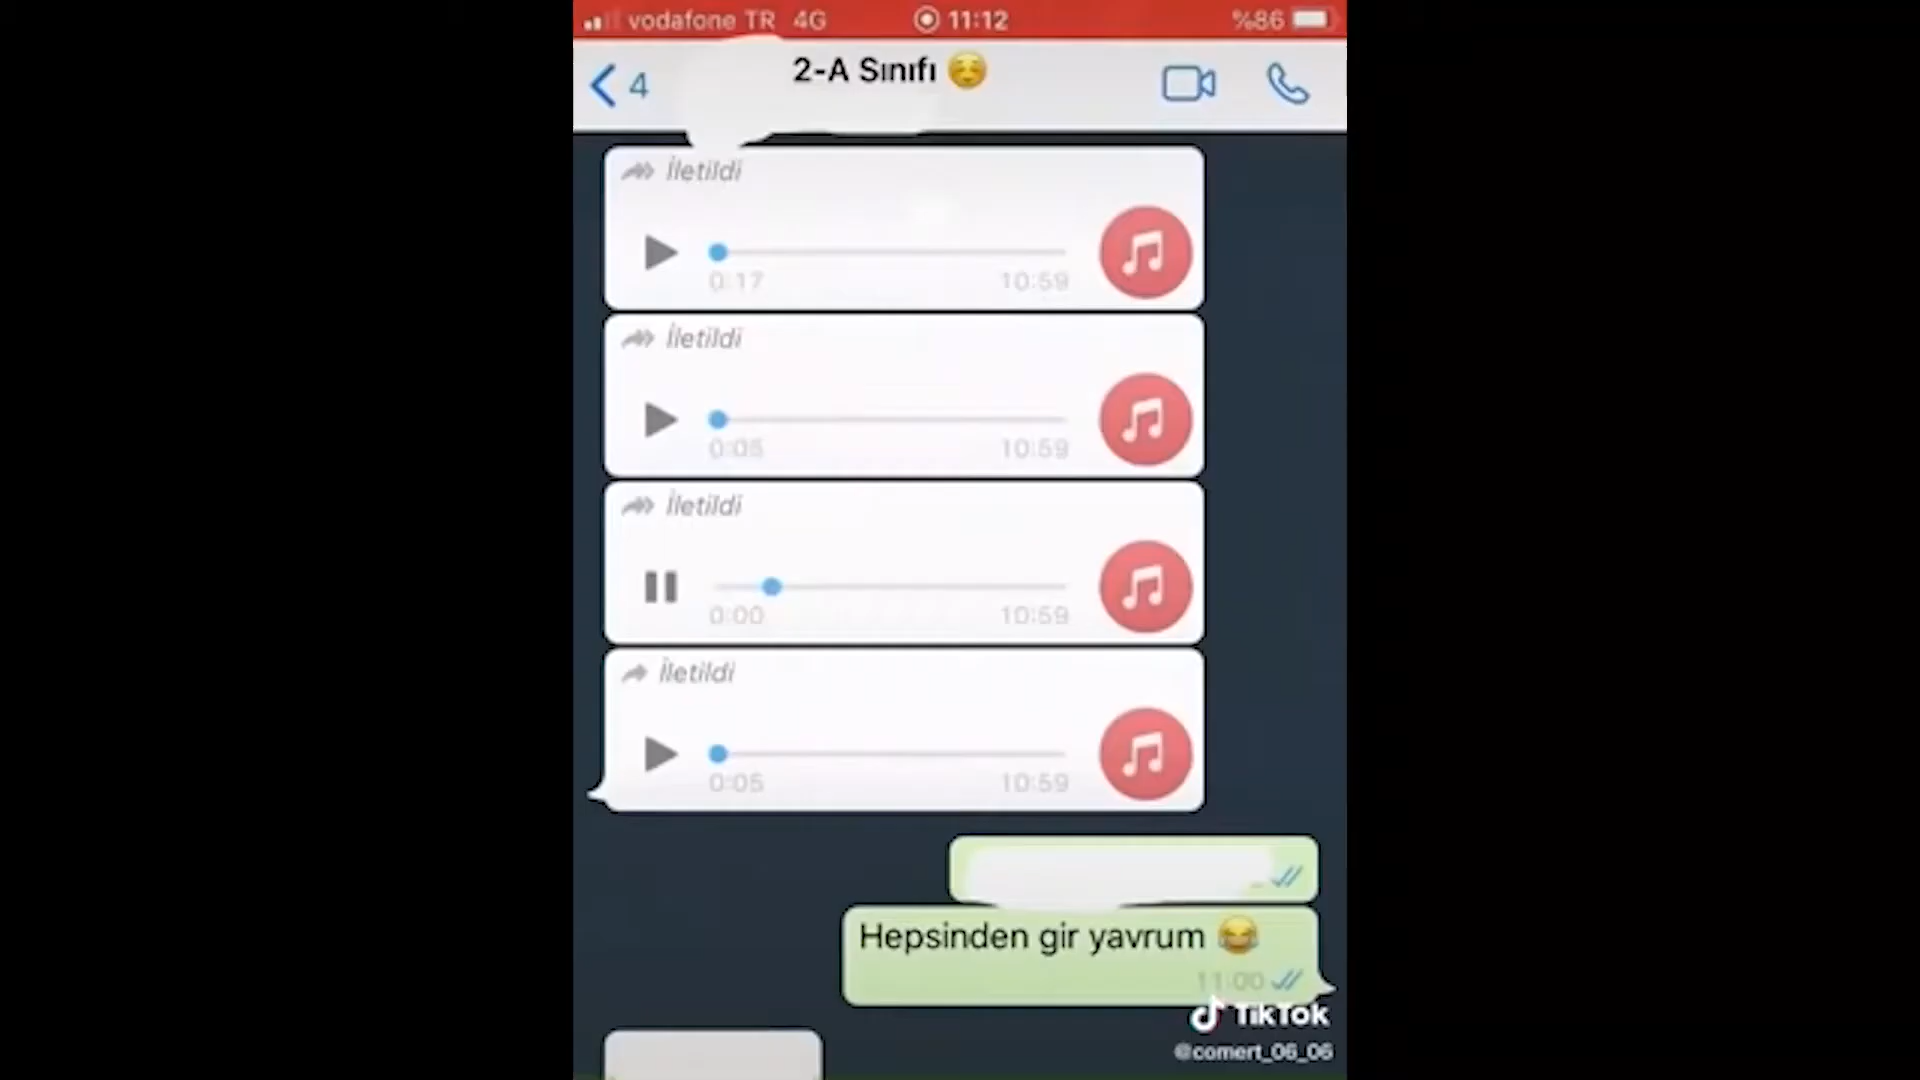 vodafone TR 4G 11:12 %86
4 2-A Sınıfı ☺️
İletildi
0:17 10:59
İletildi
0:05 10:59
İletildi
0:00 10:59
İletildi
0:05 10:59
Hepsinden gir yavrum 😂
11:00
TikTok
@comert_06_06